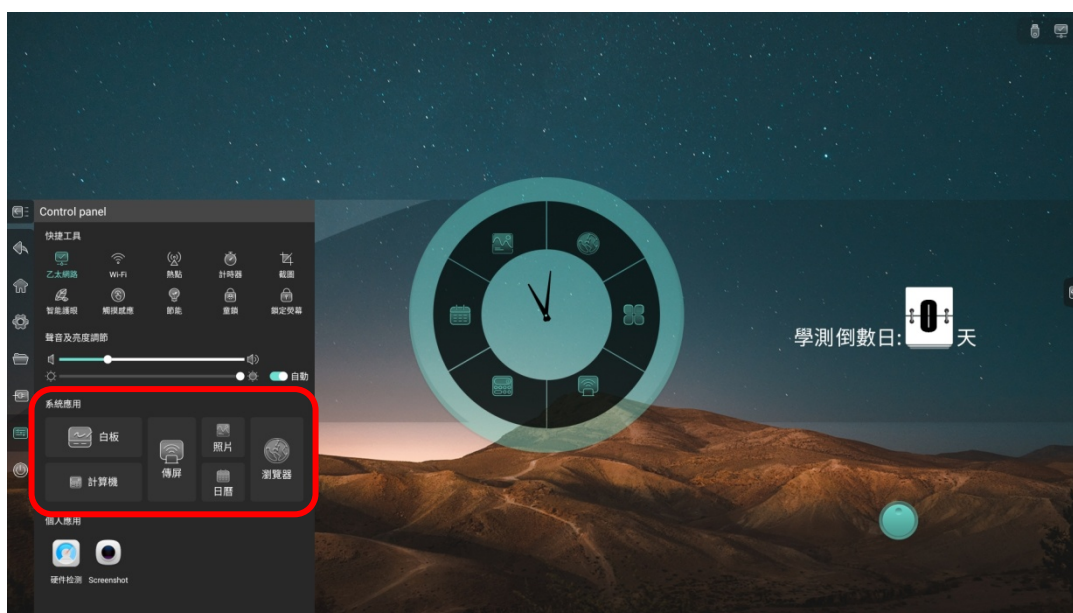 Control panel
快捷工具
乙太網路 Wi-Fi 熱點 計時器 截圖
智能護眼 觸摸感應 節能 童鎖 鎖定熒幕
聲音及亮度調節
自動
系統應用
白板
計算機
傳屏
照片
日曆
瀏覽器
個人應用
硬件检测 Screenshot
學測倒數日: 0 天